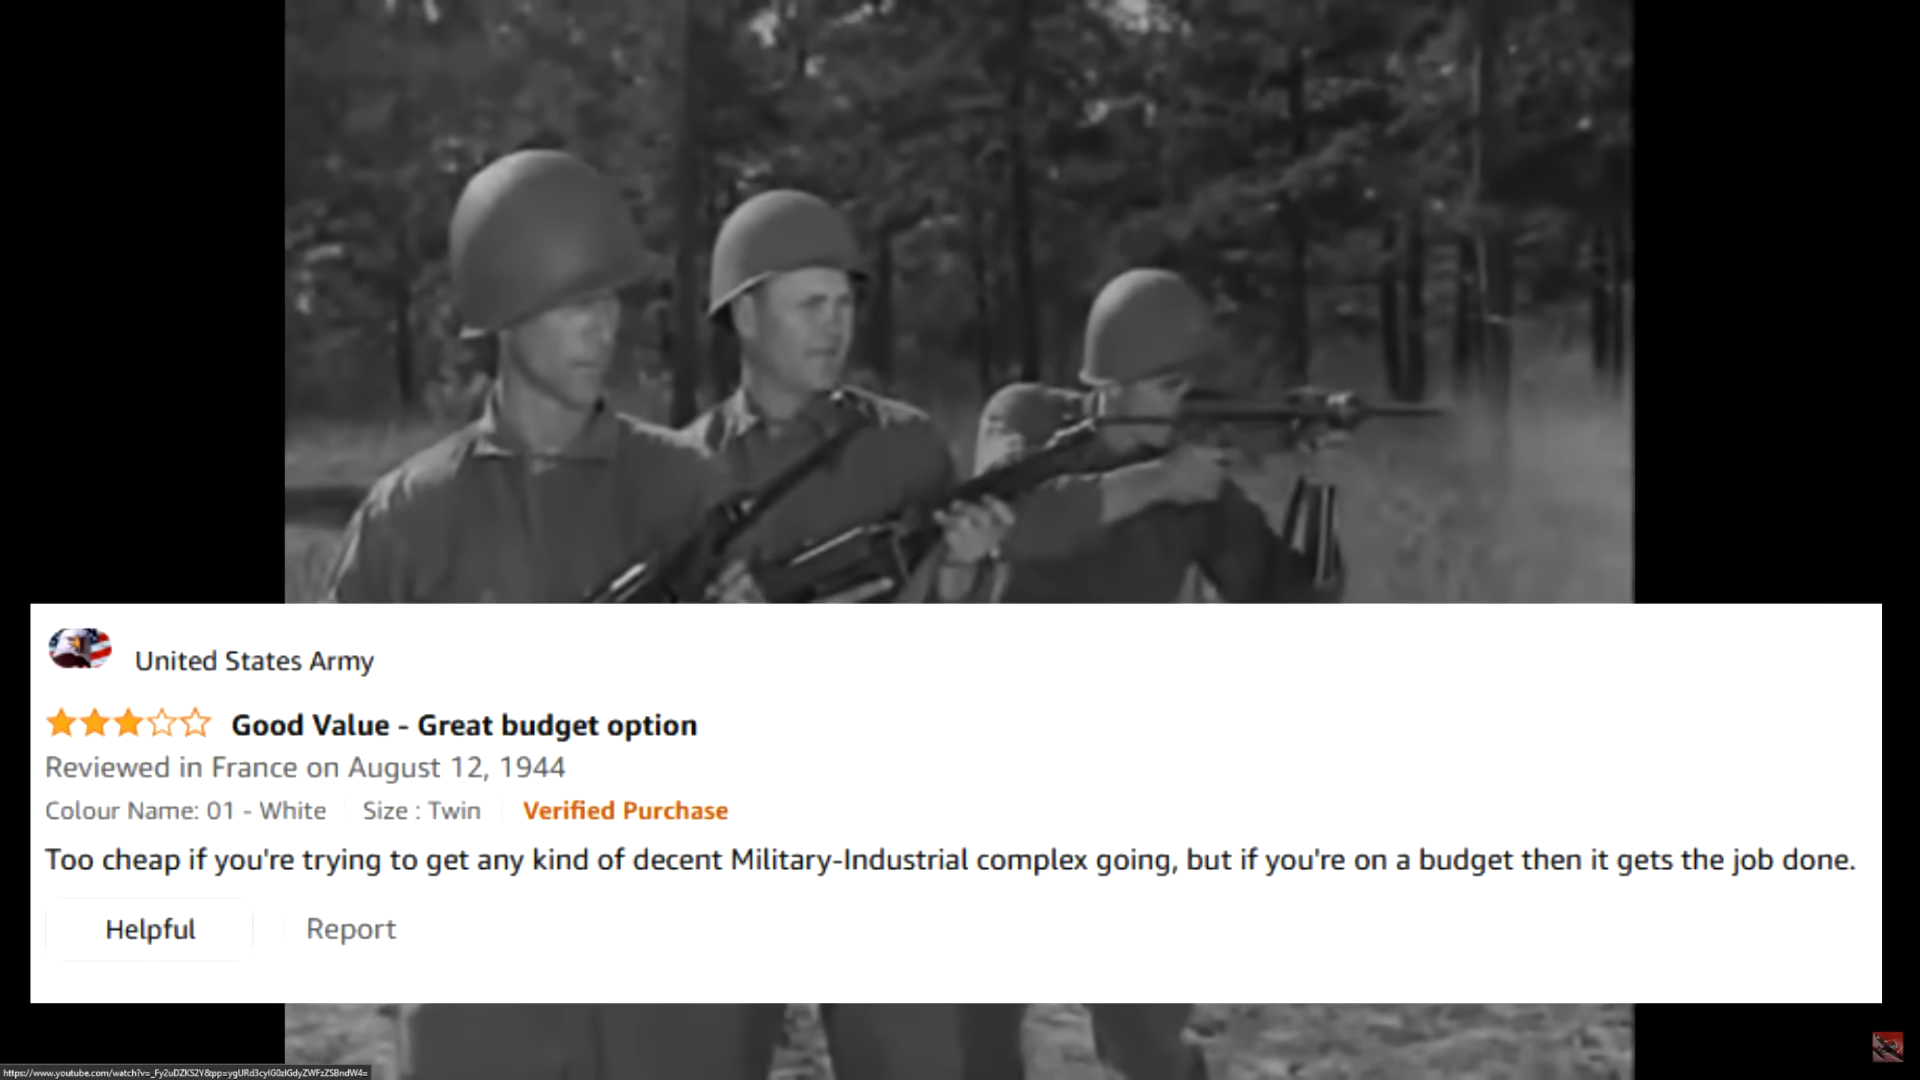 United States Army
Good Value - Great budget option
Reviewed in France on August 12, 1944
Colour Name: 01 - White Size : Twin Verified Purchase
Too cheap if you're trying to get any kind of decent Military-Industrial complex going, but if you're on a budget then it gets the job done.
Helpful Report